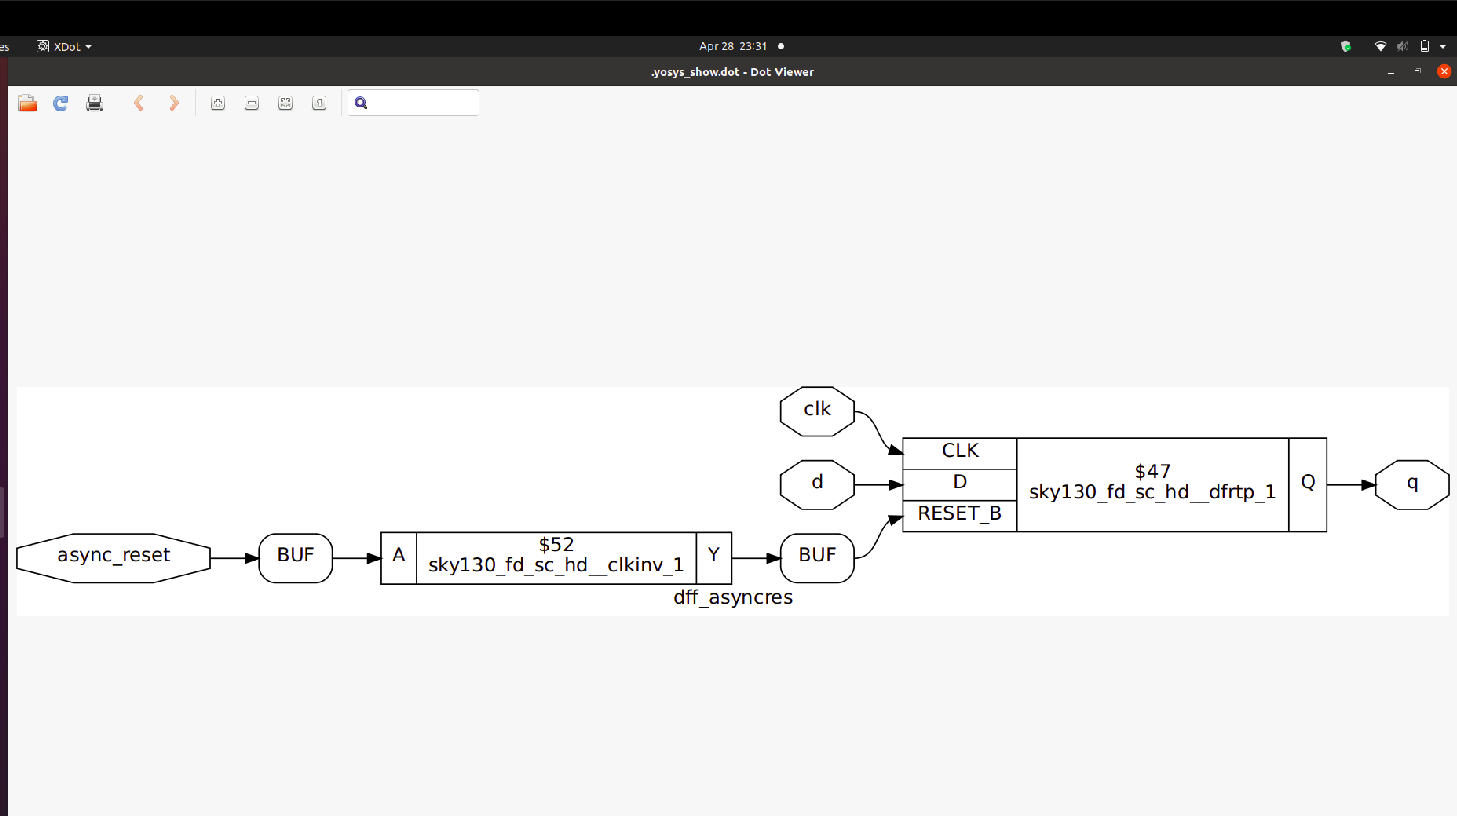 es XDot Apr 28 23:31
.yosys_show.dot - Dot Viewer
clk
CLK
$47
d
D
sky130_fd_sc_hd__dfrtp_1
Q
q
RESET_B
async_reset
BUF
A
$52
sky130_fd_sc_hd__clkinv_1
Y
BUF
dff_asyncres